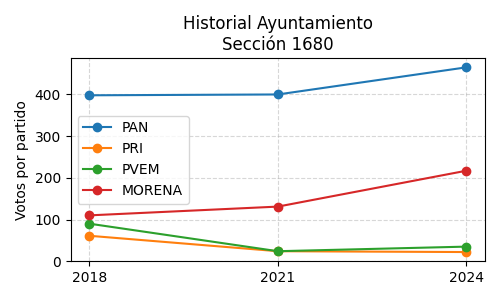 Historial Ayuntamiento
Sección 1680
Votos por partido
400
300
200
100
0
PAN
PRI
PVEM
MORENA
2018
2021
2024